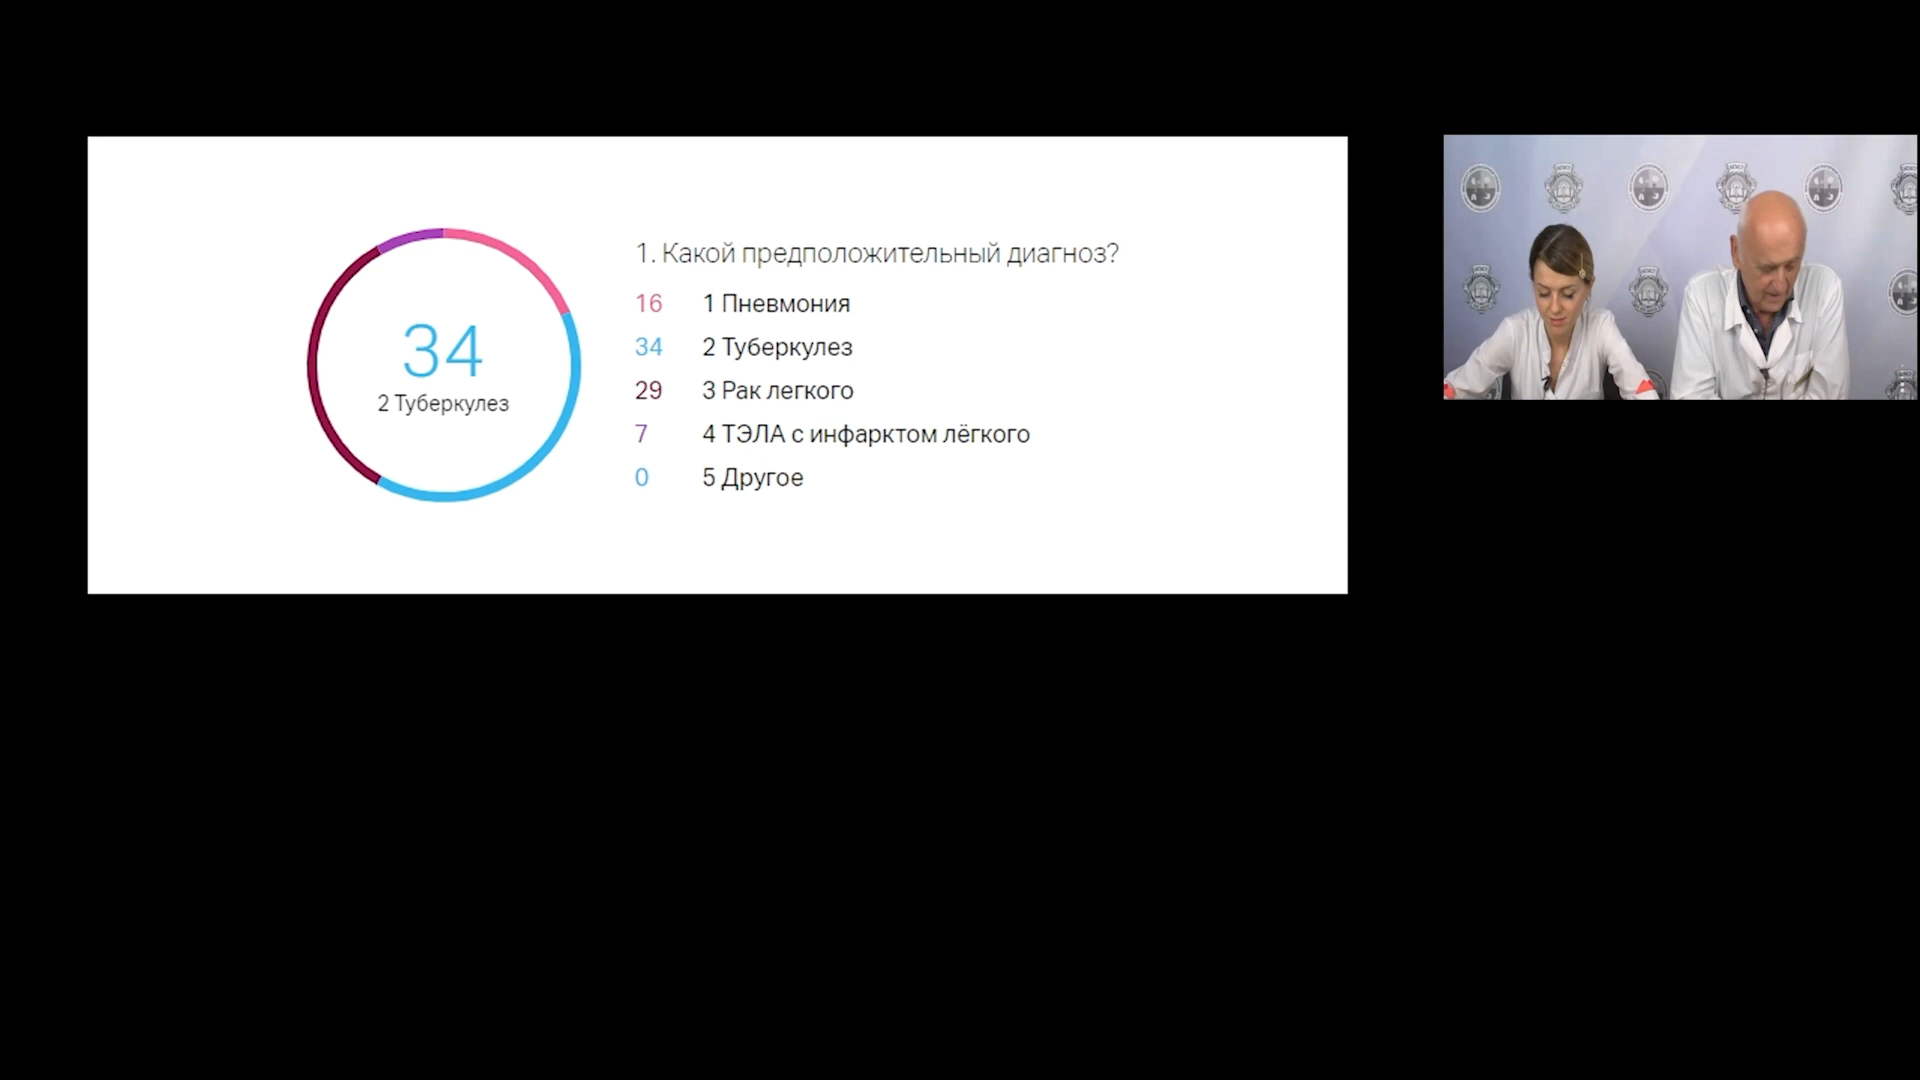 34
2 Туберкулез
1. Какой предположительный диагноз?
16 1 Пневмония
34 2 Туберкулез
29 3 Рак легкого
7 4 ТЭЛА с инфарктом лёгкого
0 5 Другое